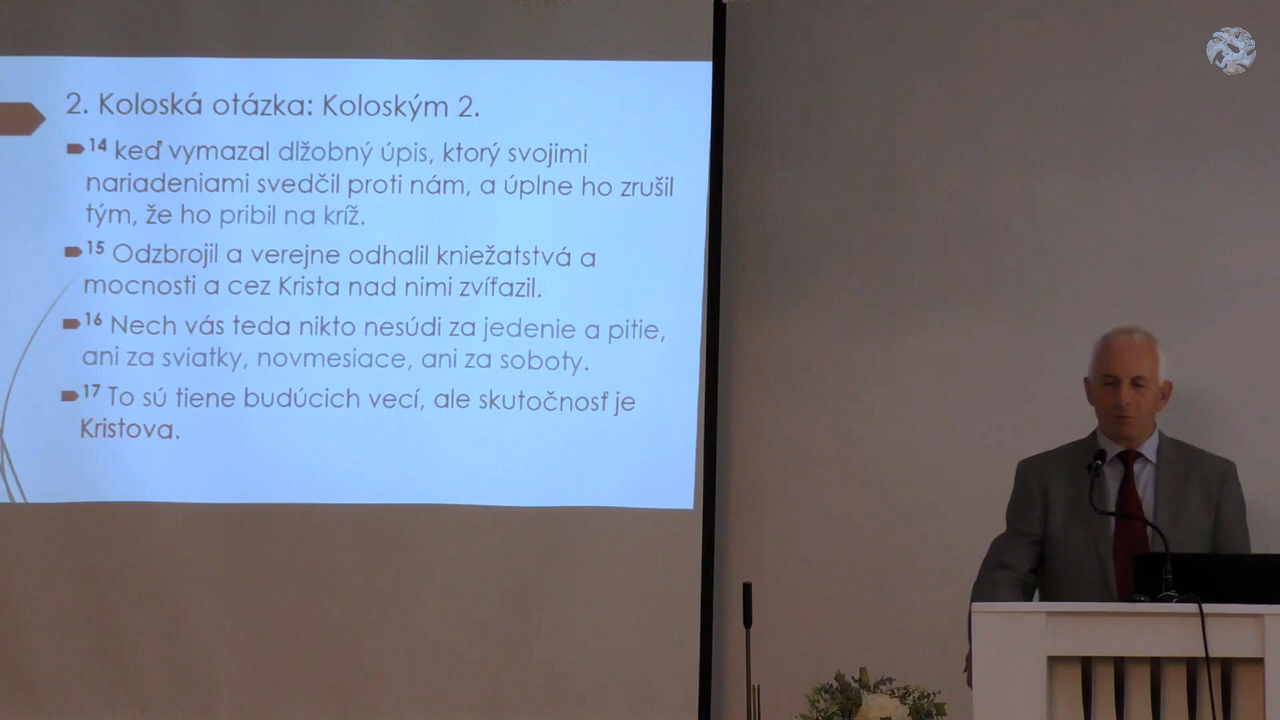 2. Koloská otázka: Koloským 2.
14 keď vymazal dlžobný úpis, ktorý svojimi
nariadeniami svedčil proti nám, a úplne ho zrušil
tým, že ho pribil na kríž.
15 Odzbrojil a verejne odhalil kniežatstvá a
mocnosti a cez Krista nad nimi zvíťazil.
16 Nech vás teda nikto nesúdi za jedenie a pitie,
ani za sviatky, novmesiace, ani za soboty.
17 To sú tiene budúcich vecí, ale skutočnosť je
Kristova.